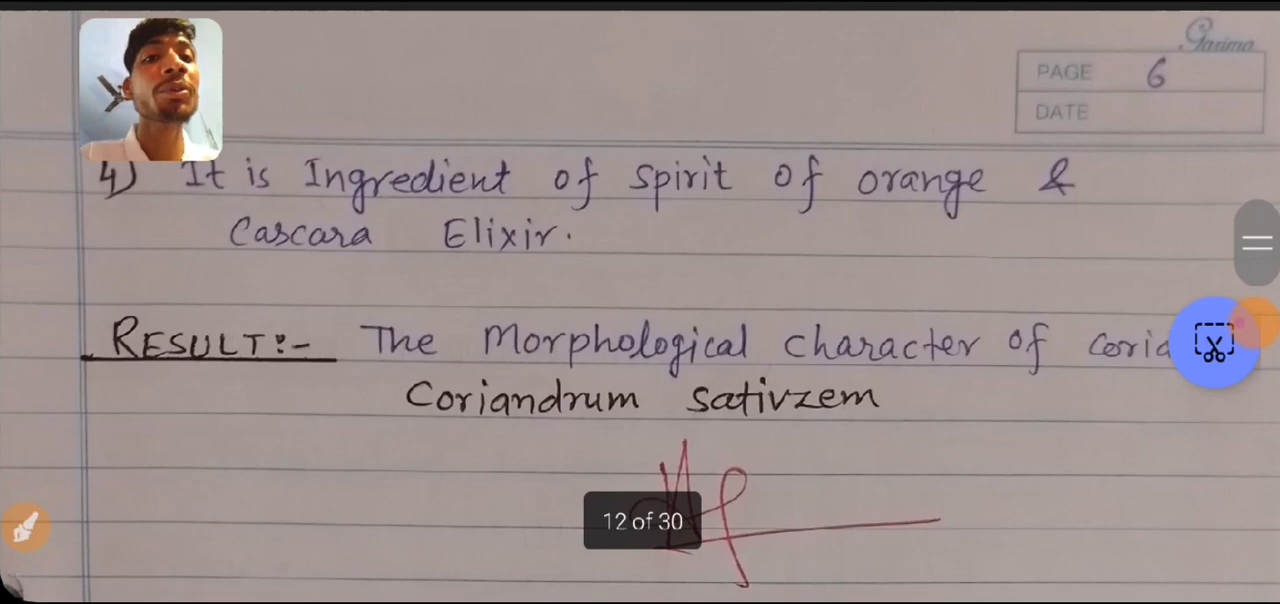 Garima
PAGE 6
DATE
4) It is Ingredient of spirit of orange &
Cascara Elixir.
RESULT:- The Morphological character of coria
Coriandrum sativzem
12 of 30